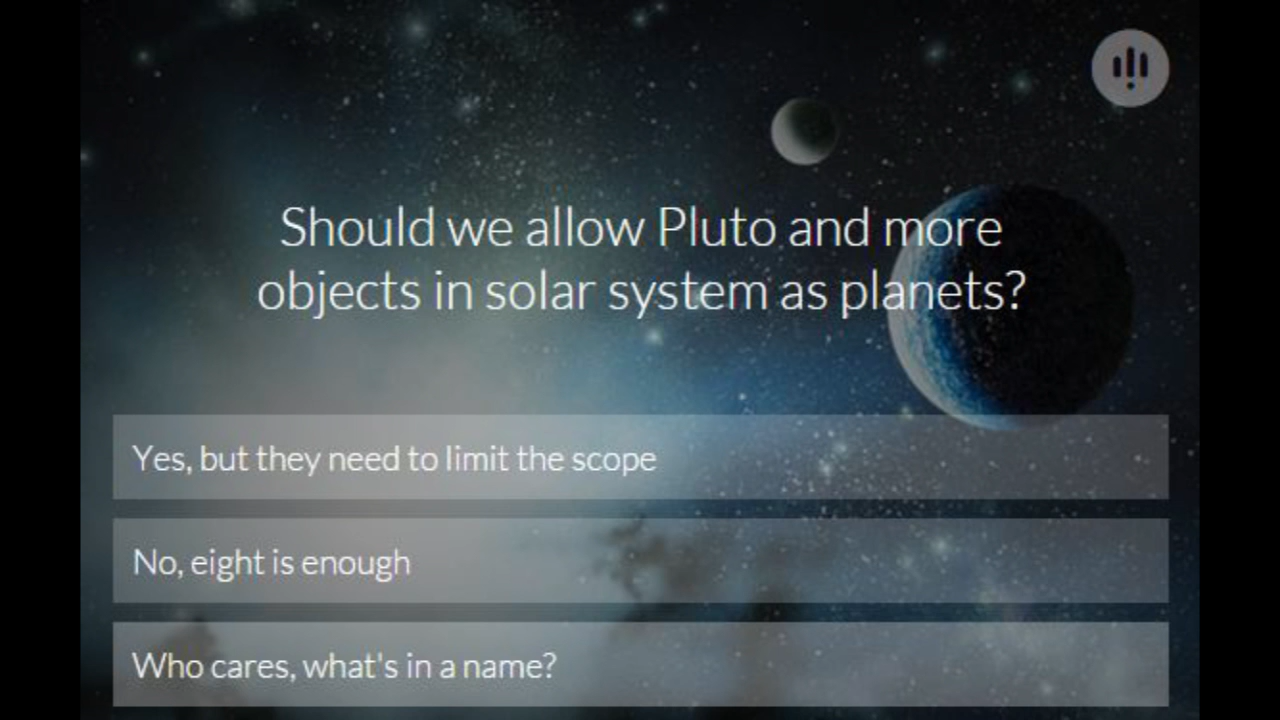 Should we allow Pluto and more
objects in solar system as planets?
Yes, but they need to limit the scope
No, eight is enough
Who cares, what's in a name?